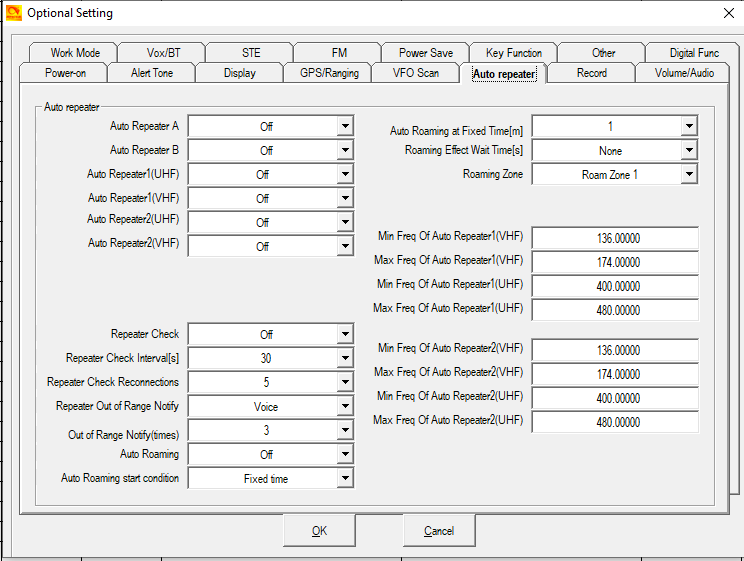 Optional Setting
Work Mode Vox/BT STE FM Power Save Key Function Other Digital Func
Power-on Alert Tone Display GPS/Ranging VFO Scan Auto repeater Record Volume/Audio
Auto repeater
Auto Repeater A Off
Auto Repeater B Off
Auto Repeater1(UHF) Off
Auto Repeater1(VHF) Off
Auto Repeater2(UHF) Off
Auto Repeater2(VHF) Off
Repeater Check Off
Repeater Check Interval[s] 30
Repeater Check Reconnections 5
Repeater Out of Range Notify Voice
Out of Range Notify(times) 3
Auto Roaming Off
Auto Roaming start condition Fixed time
Auto Roaming at Fixed Time[m] 1
Roaming Effect Wait Time[s] None
Roaming Zone Roam Zone 1
Min Freq Of Auto Repeater1(VHF) 136.00000
Max Freq Of Auto Repeater1(VHF) 174.00000
Min Freq Of Auto Repeater1(UHF) 400.00000
Max Freq Of Auto Repeater1(UHF) 480.00000
Min Freq Of Auto Repeater2(VHF) 136.00000
Max Freq Of Auto Repeater2(VHF) 174.00000
Min Freq Of Auto Repeater2(UHF) 400.00000
Max Freq Of Auto Repeater2(UHF) 480.00000
OK Cancel